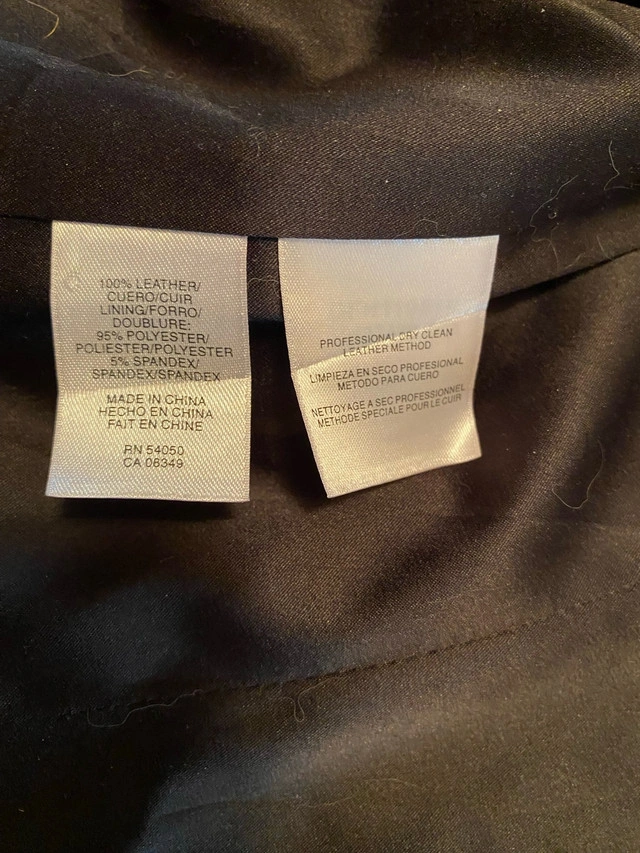 100% LEATHER/
CUERO/CUIR
LINING/FORRO/
DOUBLURE:
95% POLYESTER/
POLIESTER/POLYESTER
5% SPANDEX/
SPANDEX/SPANDEX
MADE IN CHINA
HECHO EN CHINA
FAIT EN CHINE
RN 54050
CA 08349
PROFESSIONAL DRY CLEAN
LEATHER METHOD
LIMPIEZA EN SECO PROFESIONAL
METODO PARA CUERO
NETTOYAGE A SEC PROFESSIONNEL
METHODE SPECIALE POUR LE CUIR